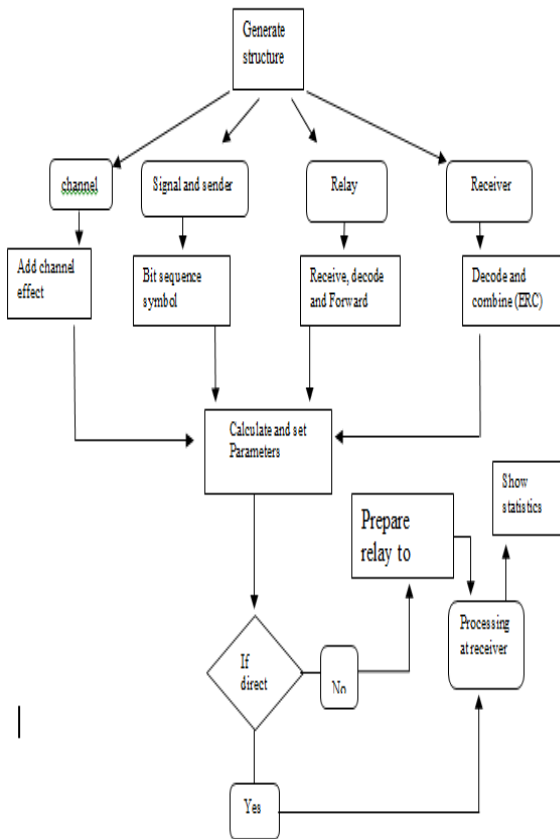 Generate
structure
channel
Signal and sender
Relay
Receiver
Add channel
effect
Bit sequence
symbol
Receive, decode
and Forward
Decode and
combine (ERC)
Calculate and set
Parameters
Show
statistics
Prepare
relay to
Processing
at receiver
If
direct
No
Yes